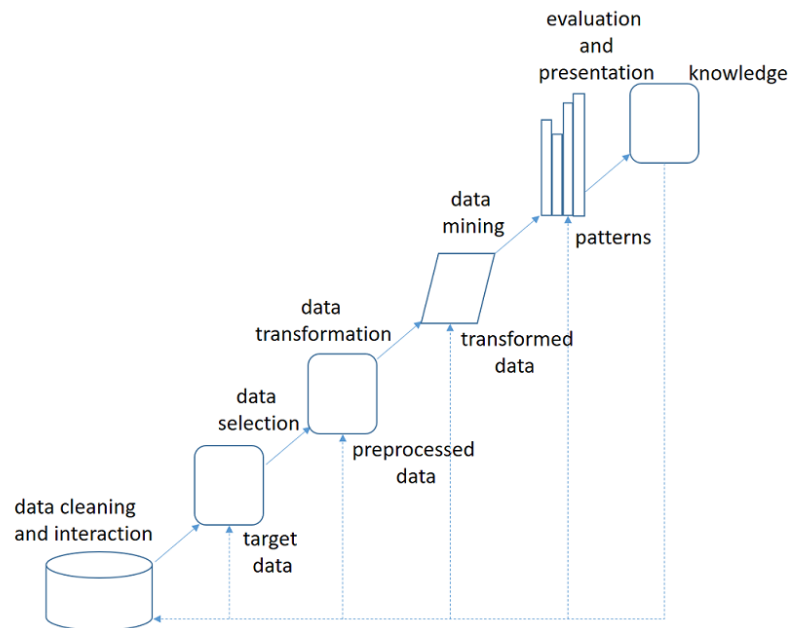 evaluation
and
presentation
knowledge
data
mining
patterns
data
transformation
transformed
data
data
selection
preprocessed
data
data cleaning
and interaction
target
data